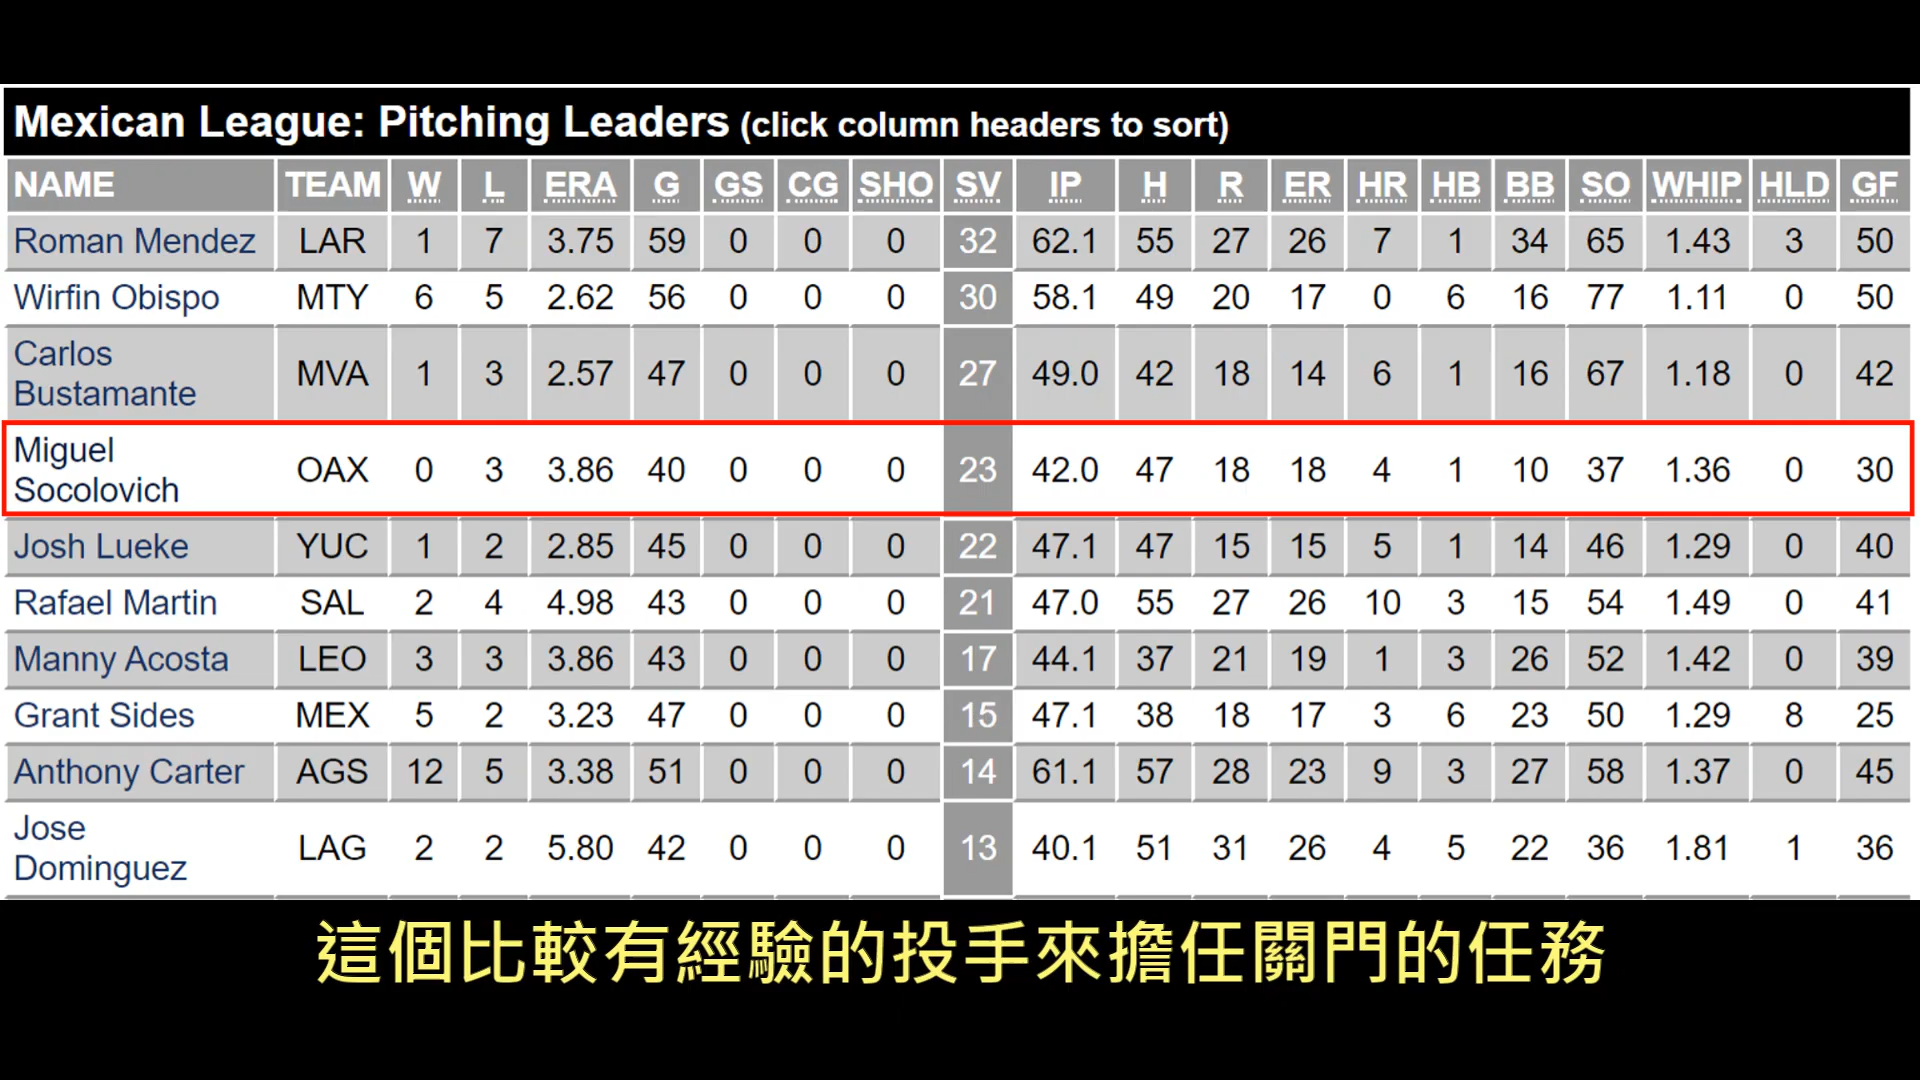 Mexican League: Pitching Leaders (click column headers to sort)
NAME TEAM W L ERA G GS CG SHO SV IP H R ER HR HB BB SO WHIP HLD GF
Roman Mendez LAR 1 7 3.75 59 0 0 0 32 62.1 55 27 26 7 1 34 65 1.43 3 50
Wirfin Obispo MTY 6 5 2.62 56 0 0 0 30 58.1 49 20 17 0 6 16 77 1.11 0 50
Carlos
Bustamante MVA 1 3 2.57 47 0 0 0 27 49.0 42 18 14 6 1 16 67 1.18 0 42
Miguel
Socolovich OAX 0 3 3.86 40 0 0 0 23 42.0 47 18 18 4 1 10 37 1.36 0 30
Josh Lueke YUC 1 2 2.85 45 0 0 0 22 47.1 47 15 15 5 1 14 46 1.29 0 40
Rafael Martin SAL 2 4 4.98 43 0 0 0 21 47.0 55 27 26 10 3 15 54 1.49 0 41
Manny Acosta LEO 3 3 3.86 43 0 0 0 17 44.1 37 21 19 1 3 26 52 1.42 0 39
Grant Sides MEX 5 2 3.23 47 0 0 0 15 47.1 38 18 17 3 6 23 50 1.29 8 25
Anthony Carter AGS 12 5 3.38 51 0 0 0 14 61.1 57 28 23 9 3 27 58 1.37 0 45
Jose
Dominguez LAG 2 2 5.80 42 0 0 0 13 40.1 51 31 26 4 5 22 36 1.81 1 36
這個比較有經驗的投手來擔任關門的任務